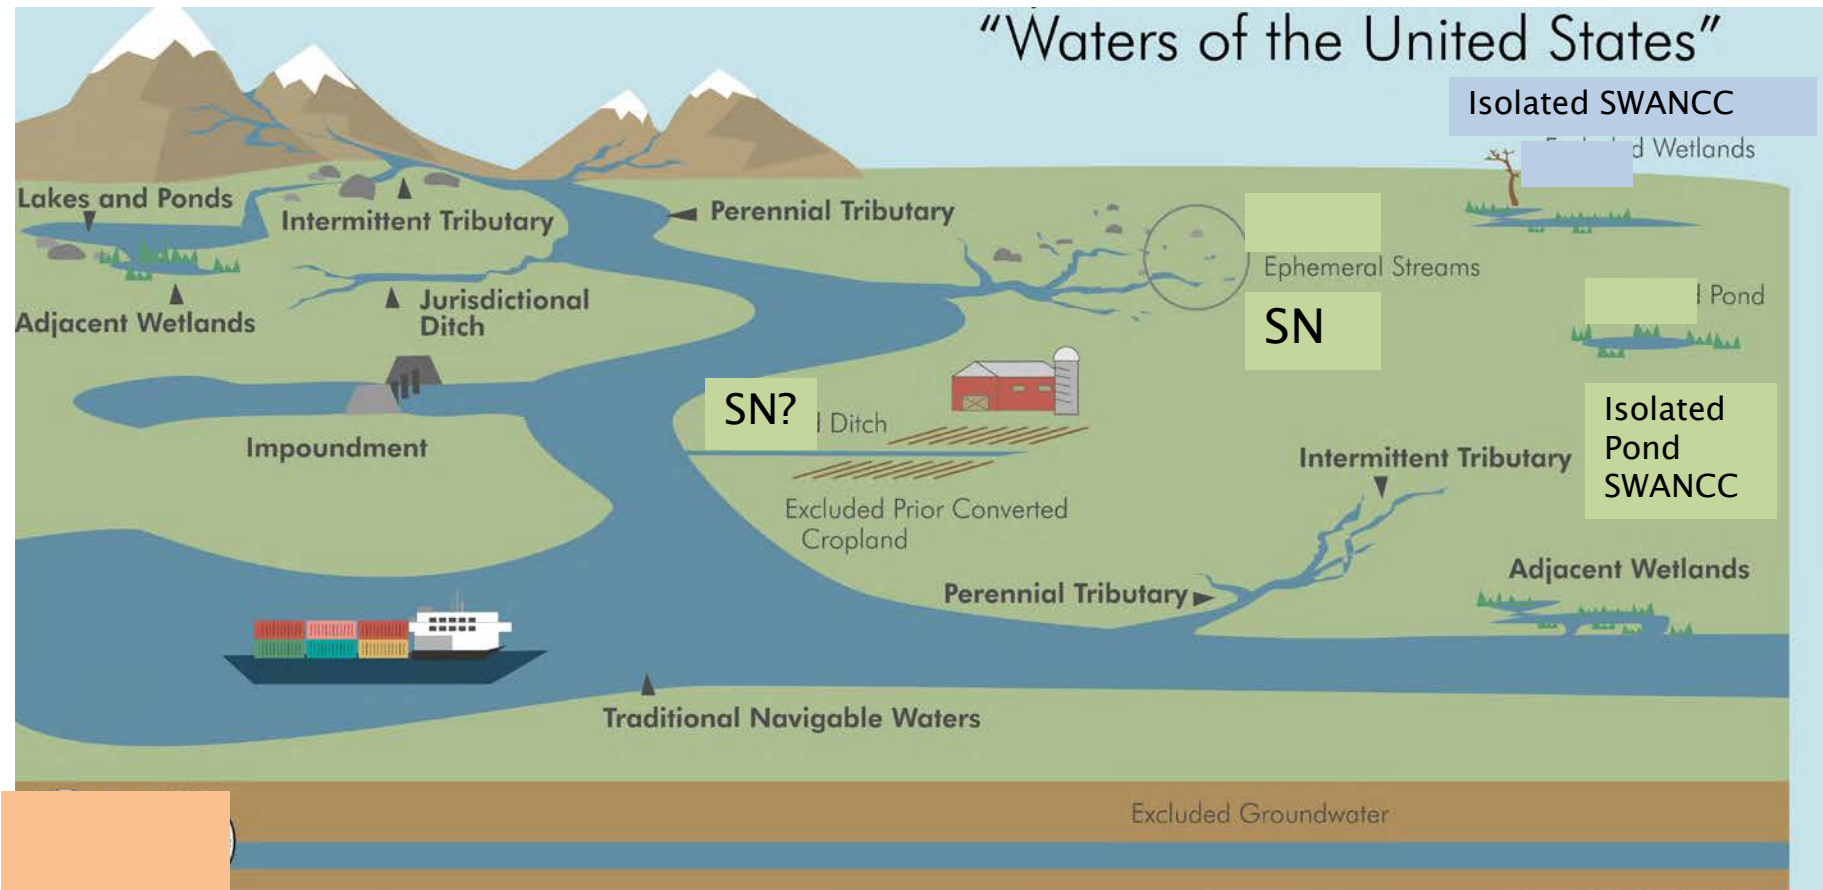 “Waters of the United States”
Isolated SWANCC
Wetlands
Lakes and Ponds
Intermittent Tributary
Perennial Tributary
Ephemeral Streams
Adjacent Wetlands
Jurisdictional
Ditch
SN
Pond
SN?
Ditch
Isolated
Pond
SWANCC
Impoundment
Intermittent Tributary
Excluded Prior Converted
Cropland
Perennial Tributary
Adjacent Wetlands
Traditional Navigable Waters
Excluded Groundwater